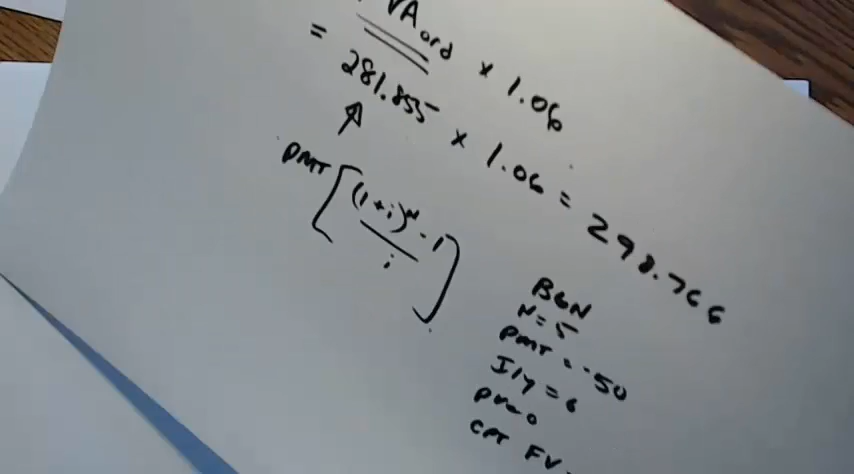 VA ord × 1.06
= 281.855 × 1.06 = 298.766
PMT [ (1+i)^N - 1 / i ]
BGN
N = 5
PMT = -50
I/Y = 6
PV=0
CPT FV